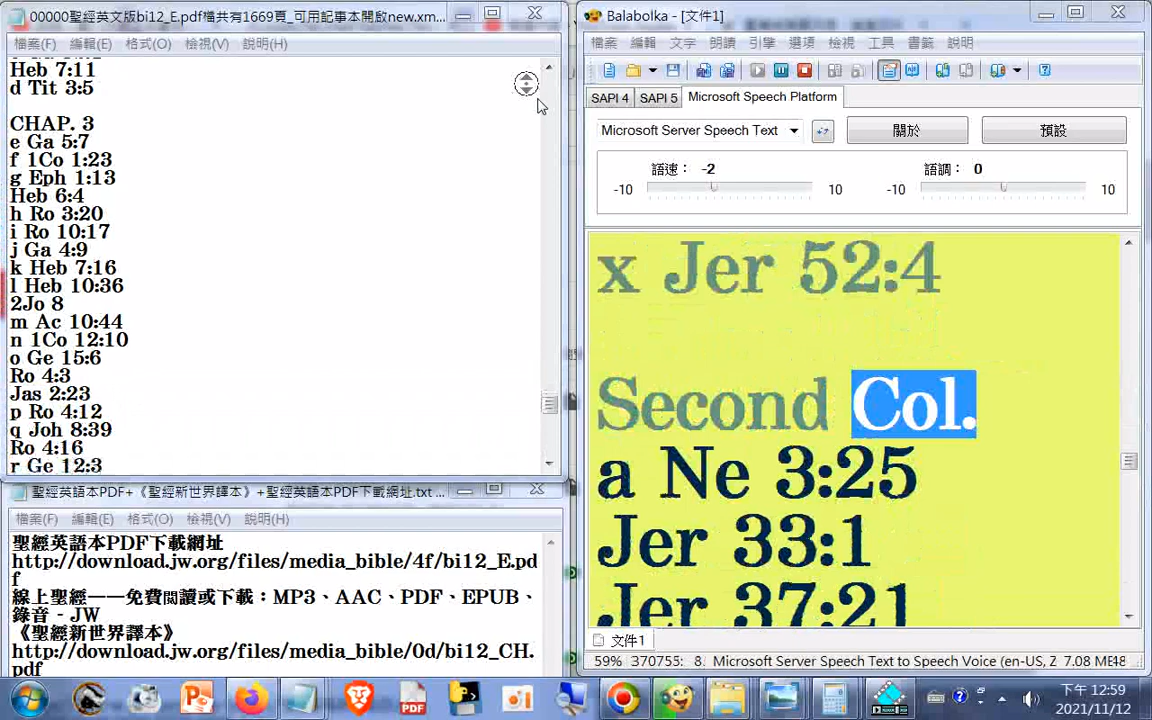 00000聖經英文版bi12_E.pdf檔共有1669頁_可用記事本開啟new.xm...
檔案(F) 編輯(E) 格式(O) 檢視(V) 說明(H)
Heb 7:11
d Tit 3:5
CHAP. 3
e Ga 5:7
f 1Co 1:23
g Eph 1:13
Heb 6:4
h Ro 3:20
i Ro 10:17
j Ga 4:9
k Heb 7:16
l Heb 10:36
2Jo 8
m Ac 10:44
n 1Co 12:10
o Ge 15:6
Ro 4:3
Jas 2:23
p Ro 4:12
q Joh 8:39
Ro 4:16
r Ge 12:3
聖經英語本PDF+《聖經新世界譯本》+聖經英語本PDF下載網址.txt ...
檔案(F) 編輯(E) 格式(O) 檢視(V) 說明(H)
聖經英語本PDF下載網址
http://download.jw.org/files/media_bible/4f/bi12_E.pd
f
線上聖經——免費閱讀或下載：MP3、AAC、PDF、EPUB、
錄音 - JW
《聖經新世界譯本》
http://download.jw.org/files/media_bible/0d/bi12_CH.
pdf
Balabolka - [文件1]
檔案 編輯 文字 朗讀 引擎 選項 檢視 工具 書籤 說明
SAPI 4 SAPI 5 Microsoft Speech Platform
Microsoft Server Speech Text 關於 預設
語速： -2 語調： 0
-10 10 -10 10
x Jer 52:4
Second Col.
a Ne 3:25
Jer 33:1
Jer 37:21
文件1
59% 370755: 8. Microsoft Server Speech Text to Speech Voice (en-US, Z 7.08 MB
PDF
下午 12:59
2021/11/12